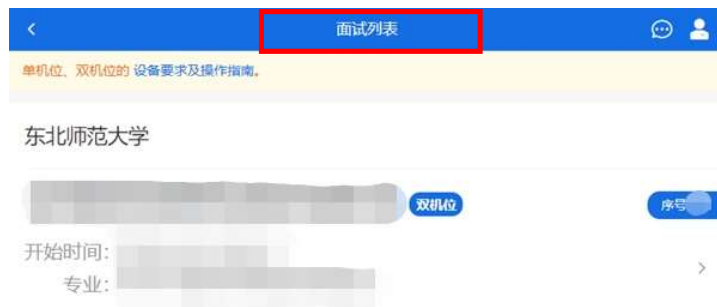 面试列表
单机位、双机位的 设备要求及操作指南。
东北师范大学
双机位
序号
开始时间:
专业: